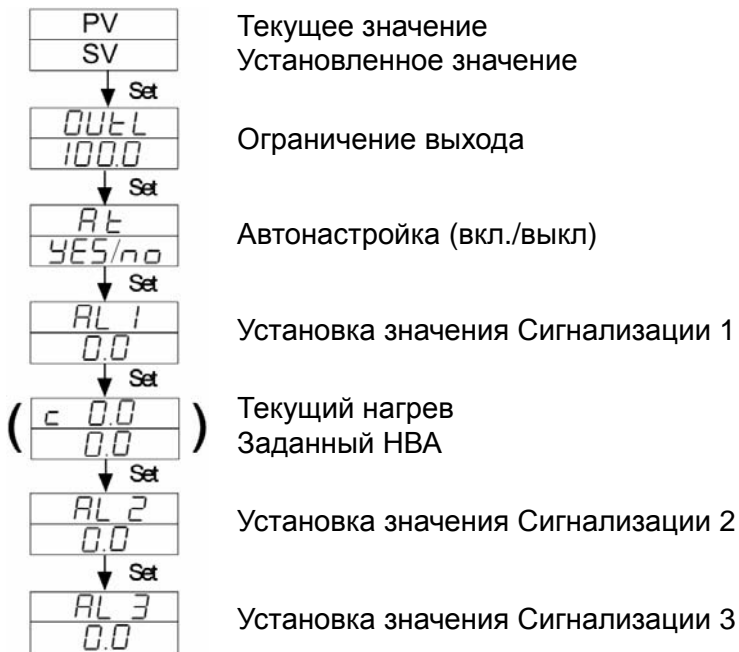 PV Текущее значение
SV Установленное значение
Set
OUtL
100.0 Ограничение выхода
Set
At
YES/no Автонастройка (вкл./выкл)
Set
AL 1
0.0 Установка значения Сигнализации 1
Set
( c 0.0 ) Текущий нагрев
0.0 Заданный НВА
Set
AL 2
0.0 Установка значения Сигнализации 2
Set
AL 3
0.0 Установка значения Сигнализации 3